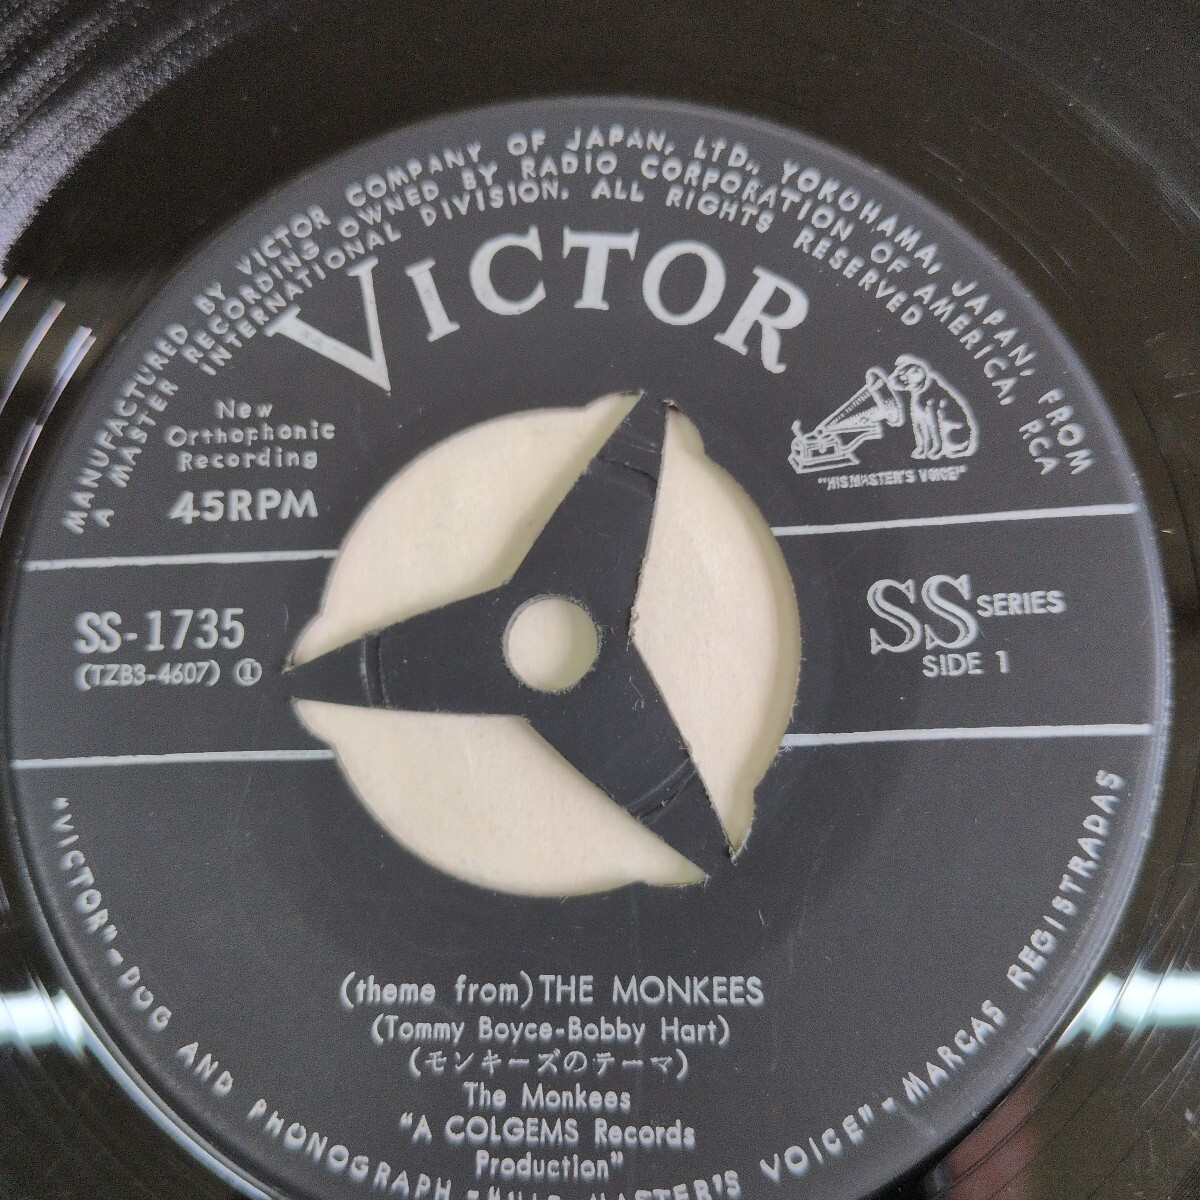 MANUFACTURED BY VICTOR COMPANY OF JAPAN, LTD., YOKOHAMA, JAPAN, FROM
A MASTER RECORDING OWNED BY RADIO CORPORATION OF AMERICA, RCA
INTERNATIONAL DIVISION. ALL RIGHTS RESERVED
VICTOR
New
Orthophonic
Recording
45RPM
"HIS MASTER'S VOICE"
SS-1735
(TZB3-4607) ①
SS SERIES
SIDE 1
(theme from) THE MONKEES
(Tommy Boyce-Bobby Hart)
(モンキーズのテーマ)
The Monkees
"A COLGEMS Records
Production"
"VICTOR"-DOG AND PHONOGRAPH-"HIS MASTER'S VOICE"-MARCAS REGISTRADAS